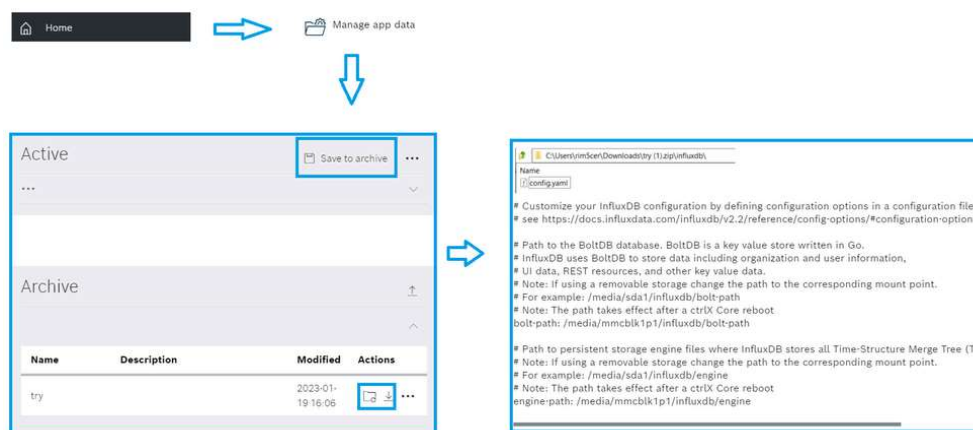 Home
Manage app data
Active
Save to archive
...
...
Archive
Name Description Modified Actions
try 2023-01-
19 16:06 ...
C:\Users\rim5cer\Downloads\try (1).zip\influxdb\
Name
config.yaml
# Customize your InfluxDB configuration by defining configuration options in a configuration file
# see https://docs.influxdata.com/influxdb/v2.2/reference/config-options/#configuration-option
# Path to the BoltDB database. BoltDB is a key value store written in Go.
# InfluxDB uses BoltDB to store data including organization and user information,
# UI data, REST resources, and other key value data.
# Note: If using a removable storage change the path to the corresponding mount point.
# For example: /media/sda1/influxdb/bolt-path
# Note: The path takes effect after a ctrlX Core reboot
bolt-path: /media/mmcblk1p1/influxdb/bolt-path
# Path to persistent storage engine files where InfluxDB stores all Time-Structure Merge Tree (T
# Note: If using a removable storage change the path to the corresponding mount point.
# For example: /media/sda1/influxdb/engine
# Note: The path takes effect after a ctrlX Core reboot
engine-path: /media/mmcblk1p1/influxdb/engine